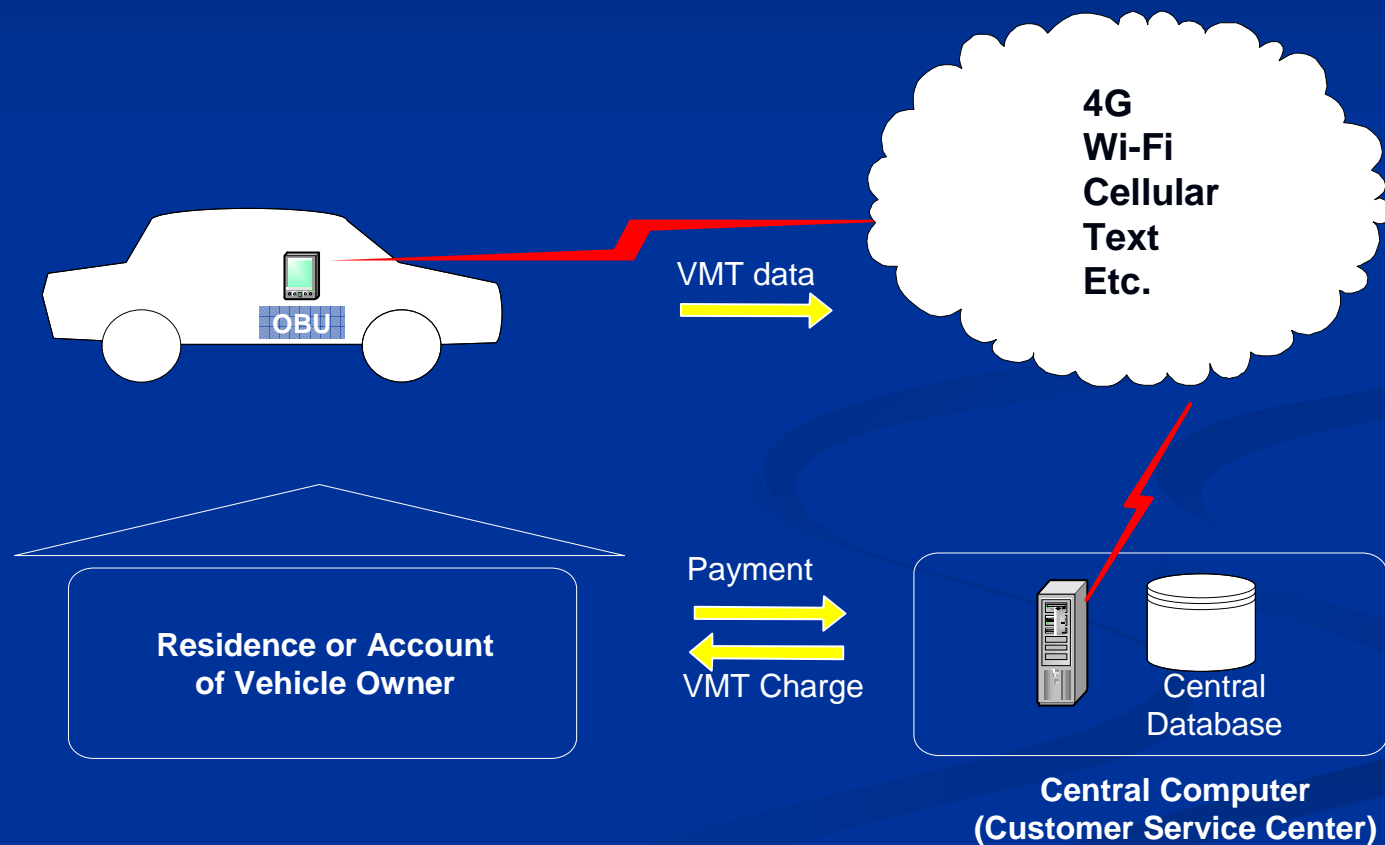 4G
Wi-Fi
Cellular
Text
Etc.
VMT data
OBU
Payment
Residence or Account
of Vehicle Owner
VMT Charge
Central
Database
Central Computer
(Customer Service Center)